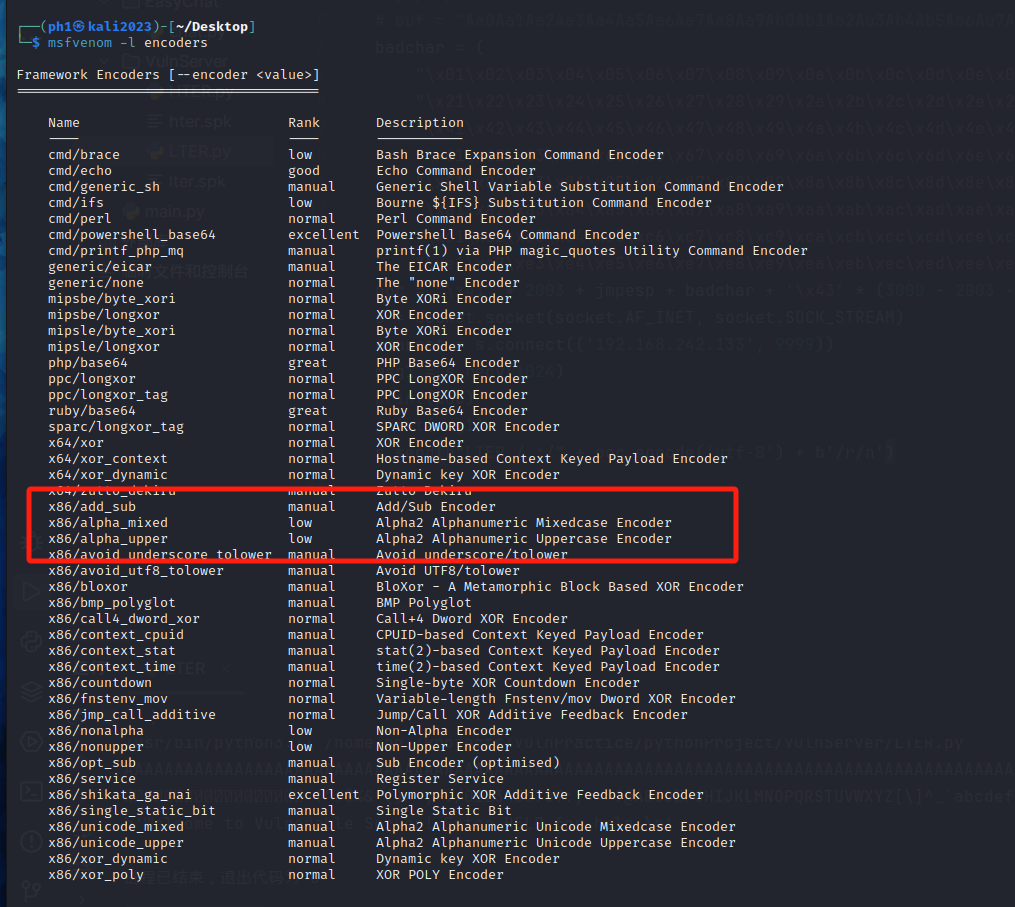 (ph1㉿kali2023)-[~/Desktop]
$ msfvenom -l encoders
Framework Encoders [--encoder <value>]
Name Rank Description
cmd/brace low Bash Brace Expansion Command Encoder
cmd/echo good Echo Command Encoder
cmd/generic_sh manual Generic Shell Variable Substitution Command Encoder
cmd/ifs low Bourne ${IFS} Substitution Command Encoder
cmd/perl normal Perl Command Encoder
cmd/powershell_base64 excellent Powershell Base64 Command Encoder
cmd/printf_php_mq manual printf(1) via PHP magic_quotes Utility Command Encoder
generic/eicar manual The EICAR Encoder
generic/none normal The "none" Encoder
mipsbe/byte_xori normal Byte XORi Encoder
mipsbe/longxor normal XOR Encoder
mipsle/byte_xori normal Byte XORi Encoder
mipsle/longxor normal XOR Encoder
php/base64 great PHP Base64 Encoder
ppc/longxor normal PPC LongXOR Encoder
ppc/longxor_tag normal PPC LongXOR Encoder
ruby/base64 great Ruby Base64 Encoder
sparc/longxor_tag normal SPARC DWORD XOR Encoder
x64/xor normal XOR Encoder
x64/xor_context normal Hostname-based Context Keyed Payload Encoder
x64/xor_dynamic normal Dynamic key XOR Encoder
x64/zutto_dekiru manual Zutto Dekiru
x86/add_sub manual Add/Sub Encoder
x86/alpha_mixed low Alpha2 Alphanumeric Mixedcase Encoder
x86/alpha_upper low Alpha2 Alphanumeric Uppercase Encoder
x86/avoid_underscore_tolower manual Avoid underscore/tolower
x86/avoid_utf8_tolower manual Avoid UTF8/tolower
x86/bloxor manual BloXor - A Metamorphic Block Based XOR Encoder
x86/bmp_polyglot manual BMP Polyglot
x86/call4_dword_xor normal Call+4 Dword XOR Encoder
x86/context_cpuid manual CPUID-based Context Keyed Payload Encoder
x86/context_stat manual stat(2)-based Context Keyed Payload Encoder
x86/context_time manual time(2)-based Context Keyed Payload Encoder
x86/countdown normal Single-byte XOR Countdown Encoder
x86/fnstenv_mov normal Variable-length Fnstenv/mov Dword XOR Encoder
x86/jmp_call_additive normal Jump/Call XOR Additive Feedback Encoder
x86/nonalpha low Non-Alpha Encoder
x86/nonupper low Non-Upper Encoder
x86/opt_sub manual Sub Encoder (optimised)
x86/service manual Register Service
x86/shikata_ga_nai excellent Polymorphic XOR Additive Feedback Encoder
x86/single_static_bit manual Single Static Bit
x86/unicode_mixed manual Alpha2 Alphanumeric Unicode Mixedcase Encoder
x86/unicode_upper manual Alpha2 Alphanumeric Unicode Uppercase Encoder
x86/xor_dynamic normal Dynamic key XOR Encoder
x86/xor_poly normal XOR POLY Encoder